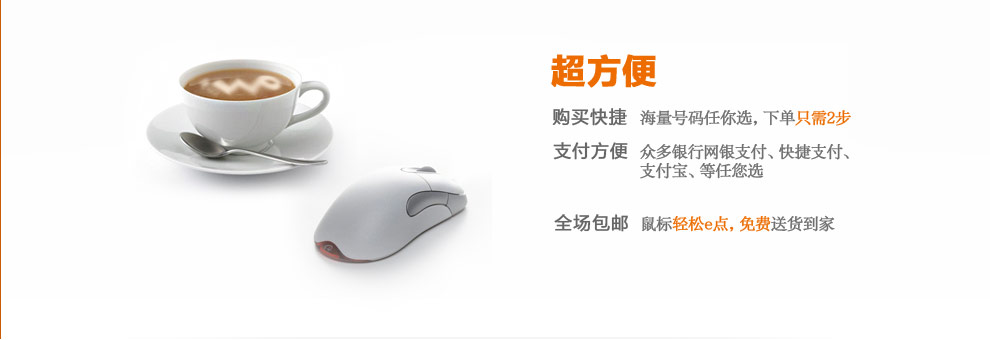 超方便
购买快捷 海量号码任你选, 下单只需2步
支付方便 众多银行网银支付、快捷支付、
支付宝、等任您选
全场包邮 鼠标轻松e点, 免费送货到家